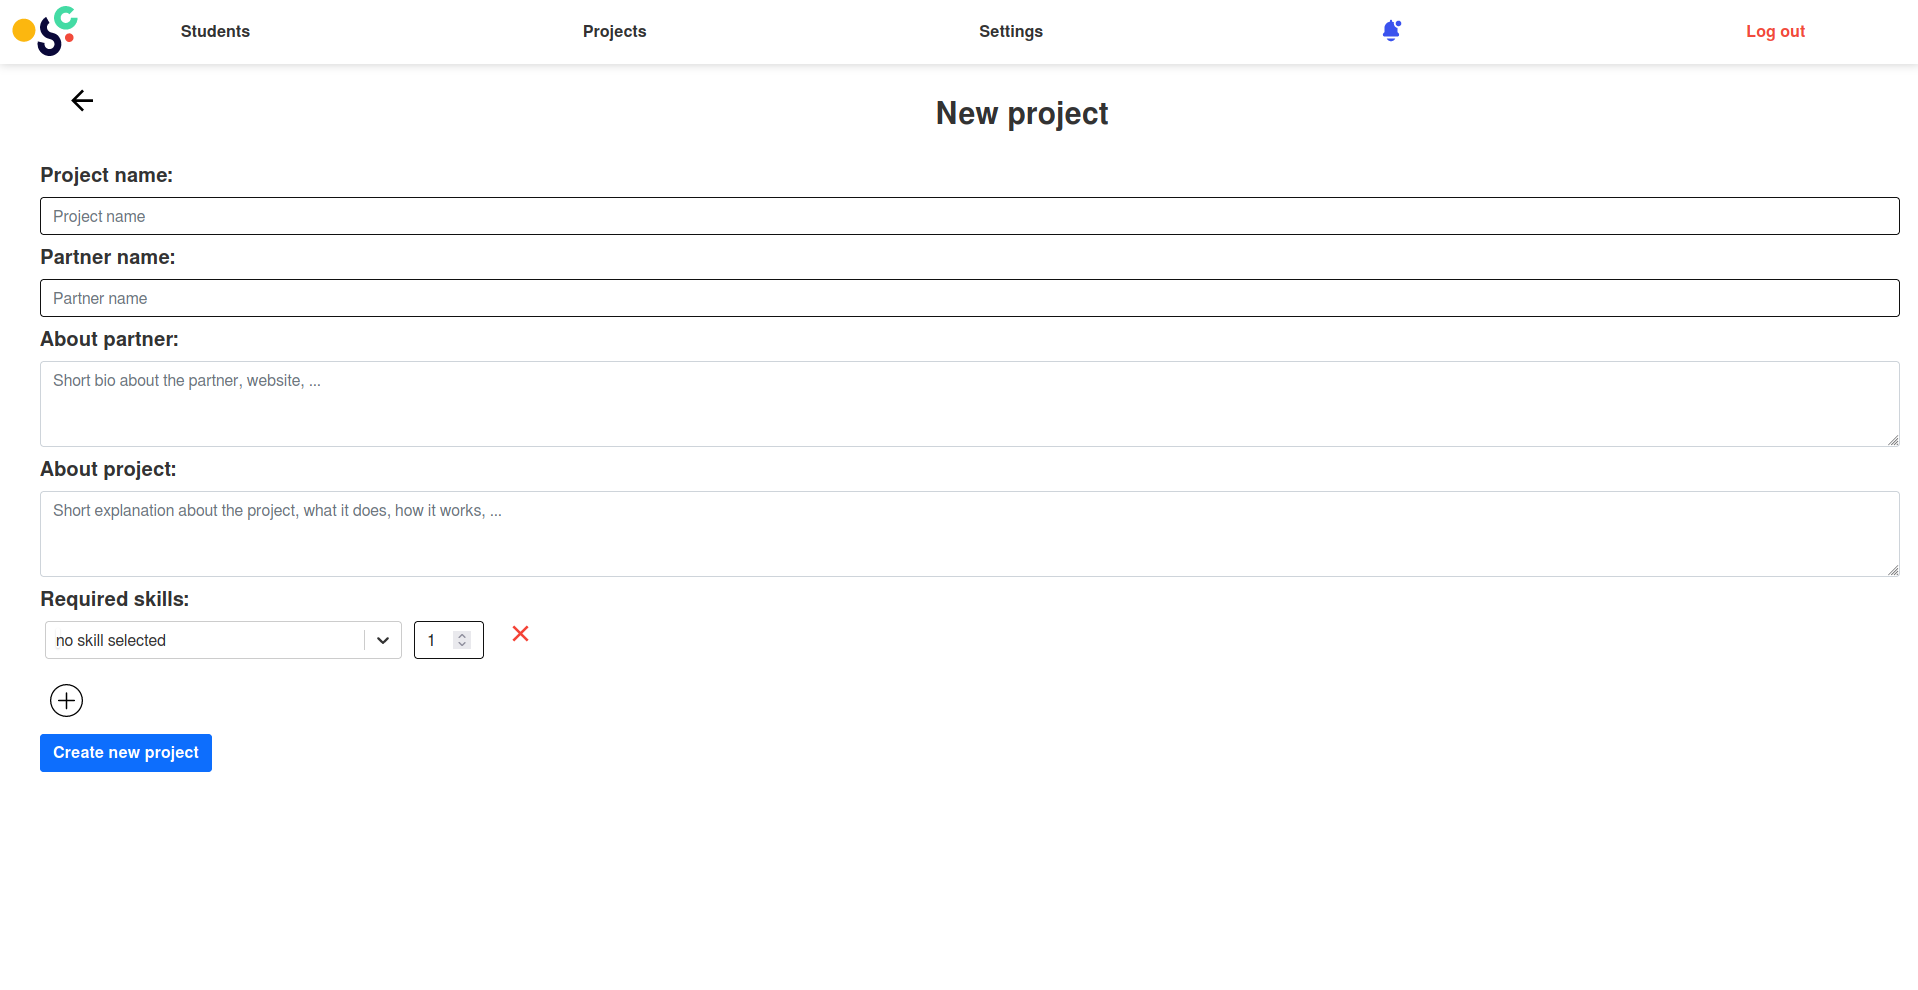 Students
Projects
Settings
Log out
New project
Project name:
Project name
Partner name:
Partner name
About partner:
Short bio about the partner, website, ...
About project:
Short explanation about the project, what it does, how it works, ...
Required skills:
no skill selected
1
Create new project